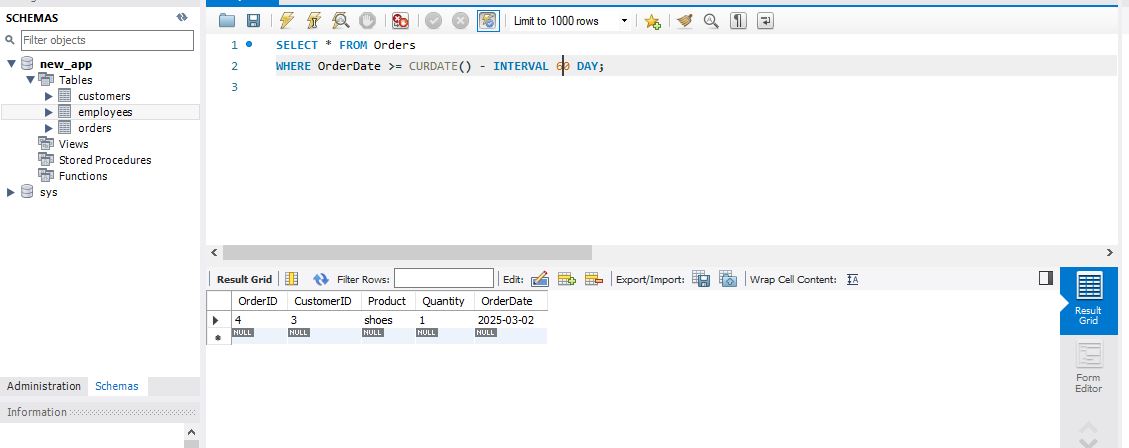 SCHEMAS
Filter objects
new_app
Tables
customers
employees
orders
Views
Stored Procedures
Functions
sys
Administration Schemas
Information
Limit to 1000 rows
1 SELECT * FROM Orders
2 WHERE OrderDate >= CURDATE() - INTERVAL 60 DAY;
3
Result Grid Filter Rows: Edit: Export/Import: Wrap Cell Content:
OrderID CustomerID Product Quantity OrderDate
4 3 shoes 1 2025-03-02
NULL NULL NULL NULL NULL
Result
Grid
Form
Editor